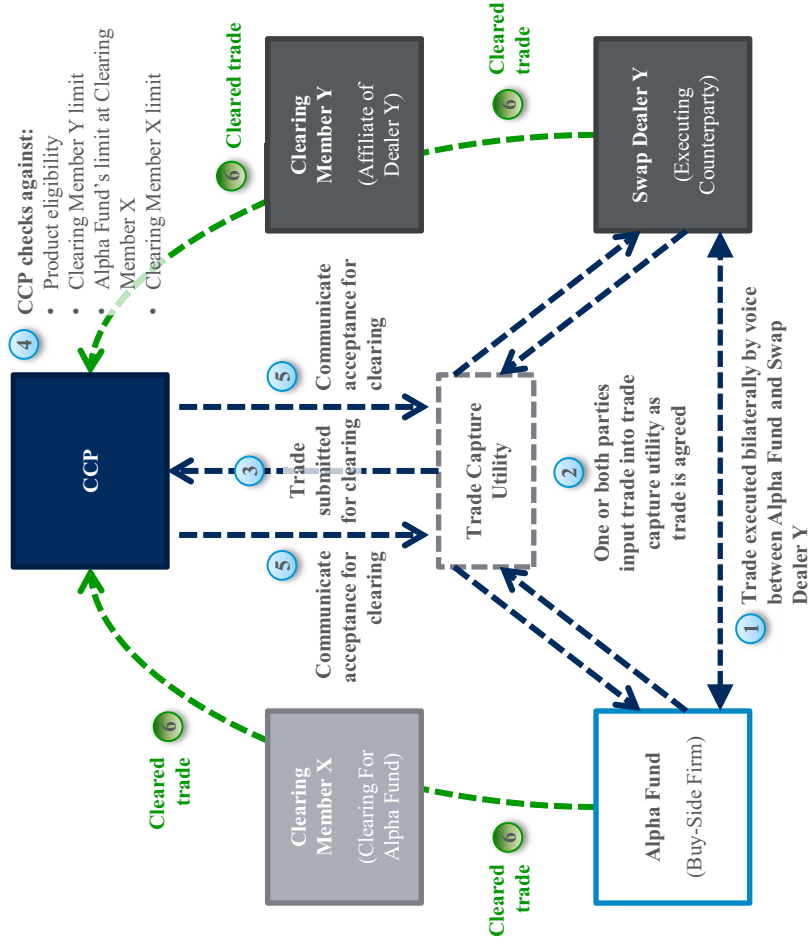 4
CCP checks against:
• Product eligibility
• Clearing Member Y limit
• Alpha Fund's limit at Clearing
Member X
• Clearing Member X limit
CCP
Cleared
trade
6
6
Cleared trade
Clearing
Member X
((Clearing For
Alpha Fund)
5
Communicate
acceptance for
clearing
3
Trade
submitted
for clearing
5
Communicate
acceptance for
clearing
Clearing
Member Y
(Affiliate of
Dealer Y)
Cleared
trade
6
Trade Capture
Utility
Cleared
trade
6
2
One or both parties
input trade into trade
capture utility as
trade is agreed
Alpha Fund
(Buy-Side Firm)
Swap Dealer Y
(Executing
Counterparty)
1
Trade executed bilaterally by voice
between Alpha Fund and Swap
Dealer Y